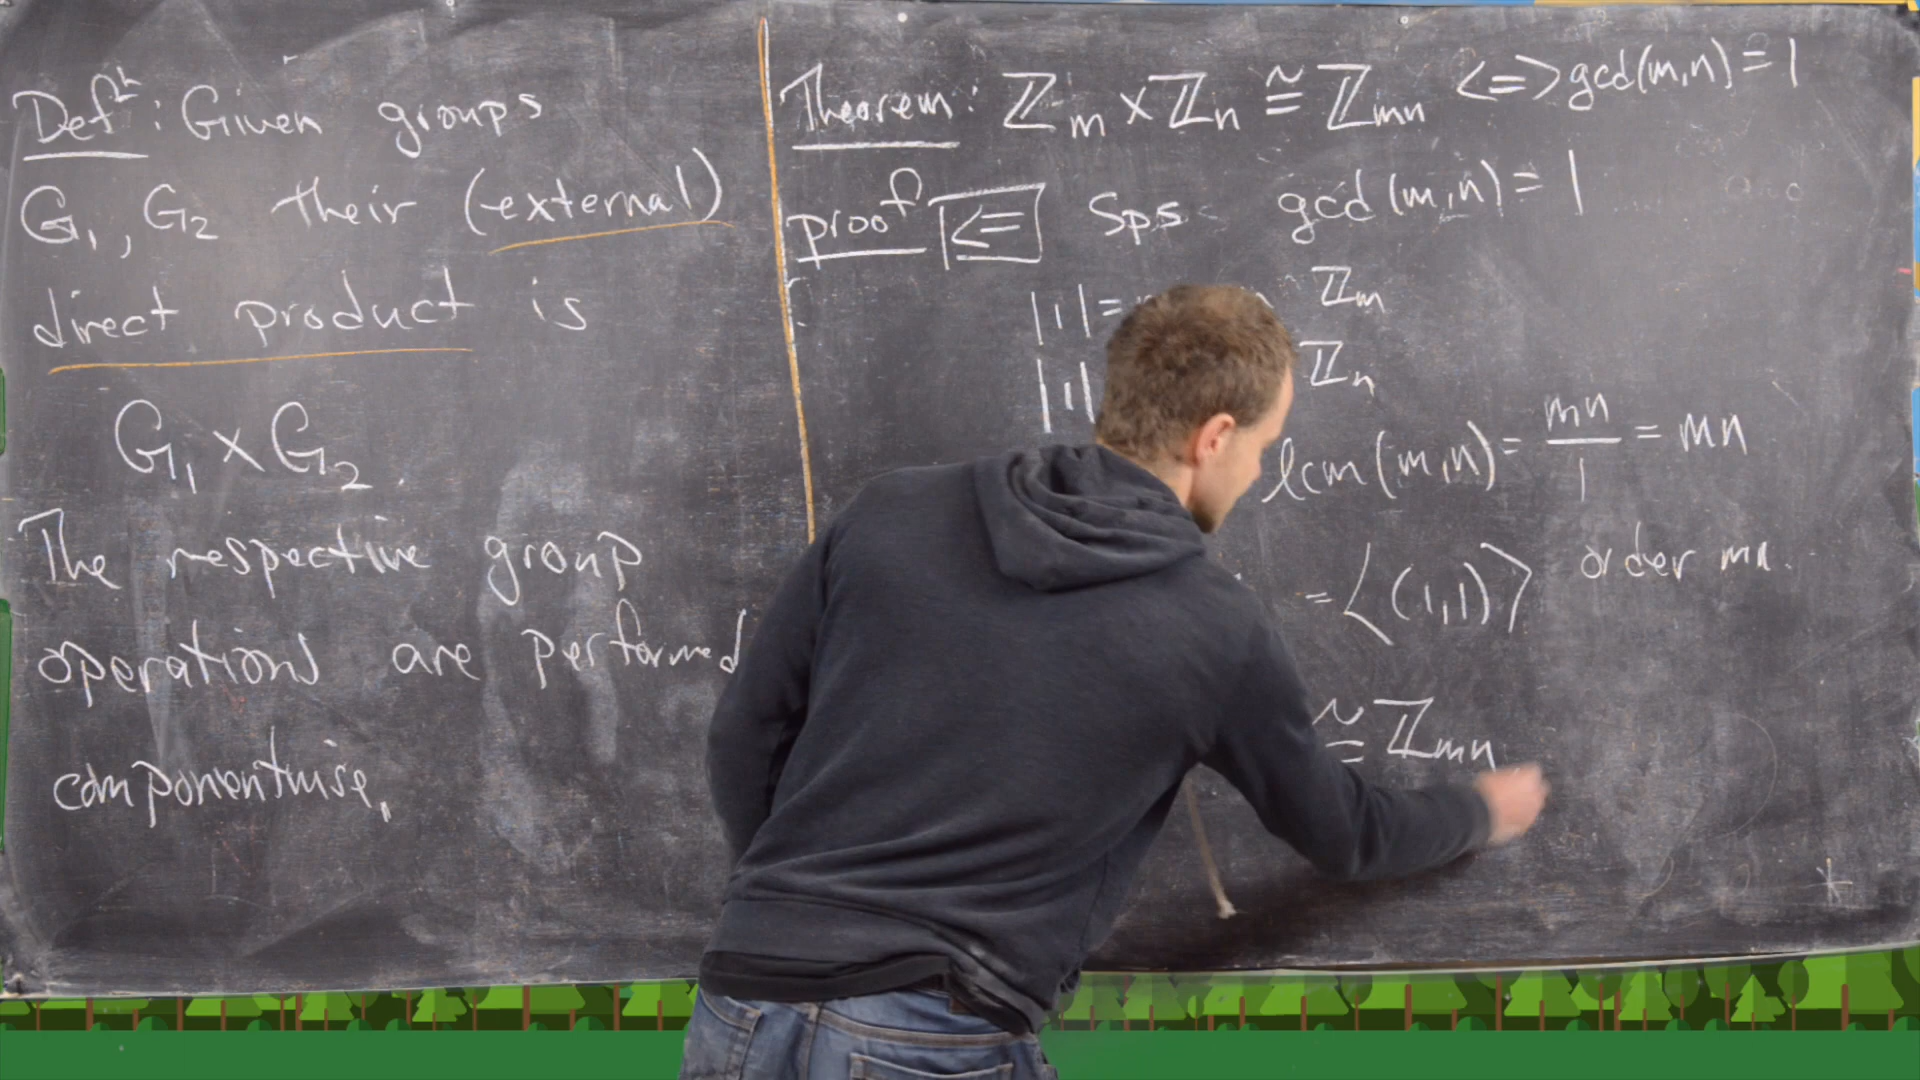 Defⁿ: Given groups
G₁, G₂ their (external)
direct product is
G₁ × G₂.
The respective group
operations are performed
componentwise.
Theorem: ℤₘ × ℤₙ ≅ ℤₘₙ <=> gcd(m,n) = 1
proof <= Sps gcd(m,n) = 1
|1| = ℤₘ
|1| ℤₙ
lcm(m,n) = mn/1 = mn
= ⟨(1,1)⟩ order mn.
≅ ℤₘₙ